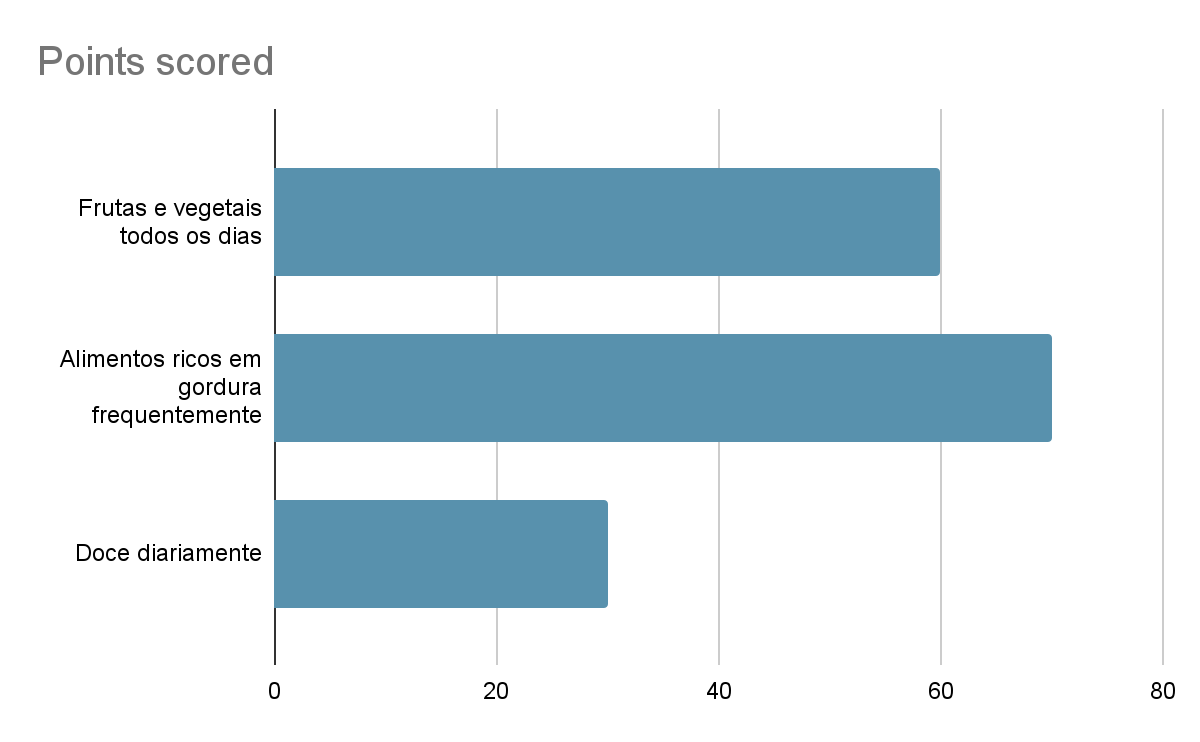 Points scored
Frutas e vegetais
todos os dias
Alimentos ricos em
gordura
frequentemente
Doce diariamente
0
20
40
60
80